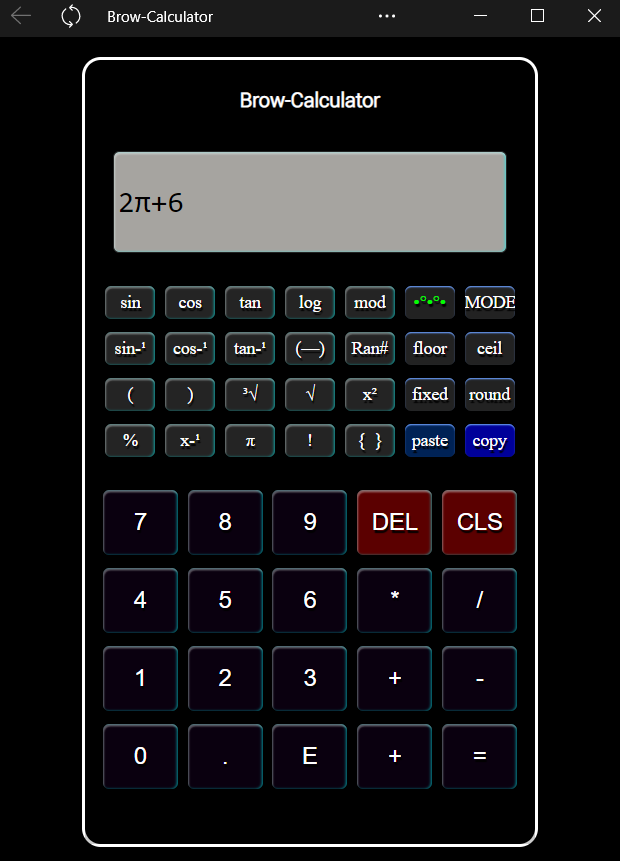 Brow-Calculator
Brow-Calculator
2π+6
sin cos tan log mod •°•°• MODE
sin-¹ cos-¹ tan-¹ (—) Ran# floor ceil
( ) ³√ √ x² fixed round
% x-¹ π ! { } paste copy
7 8 9 DEL CLS
4 5 6 * /
1 2 3 + -
0 . E + =